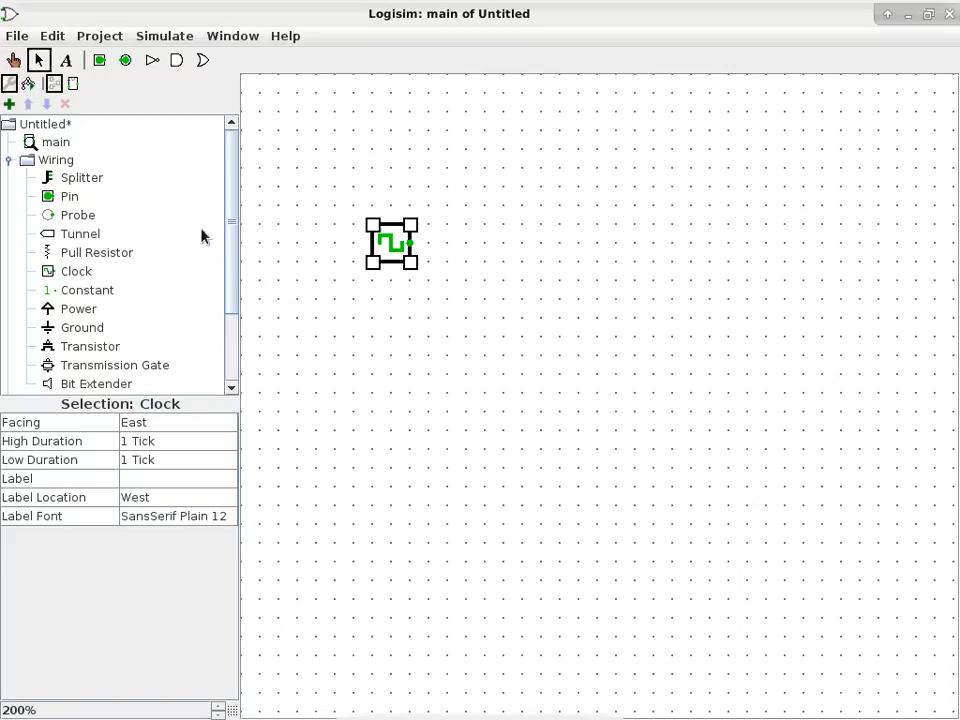 Logisim: main of Untitled
File Edit Project Simulate Window Help
A
Untitled*
main
Wiring
Splitter
Pin
Probe
Tunnel
Pull Resistor
Clock
1 Constant
Power
Ground
Transistor
Transmission Gate
Bit Extender
Selection: Clock
Facing East
High Duration 1 Tick
Low Duration 1 Tick
Label
Label Location West
Label Font SansSerif Plain 12
200%